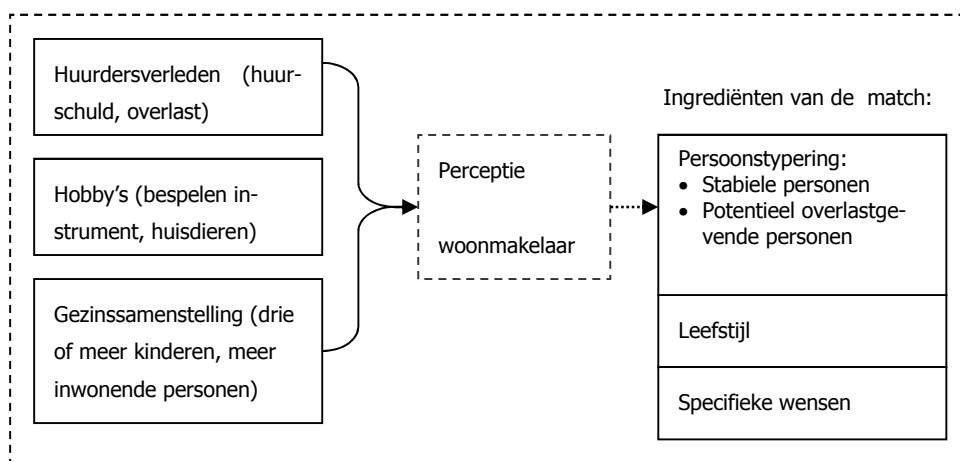 Huurdersverleden (huur-
schuld, overlast)
Hobby's (bespelen in-
strument, huisdieren)
Gezinssamenstelling (drie
of meer kinderen, meer
inwonende personen)
Perceptie
woonmakelaar
Ingrediënten van de match:
Persoonstypering:
• Stabiele personen
• Potentieel overlastge-
vende personen
Leefstijl
Specifieke wensen